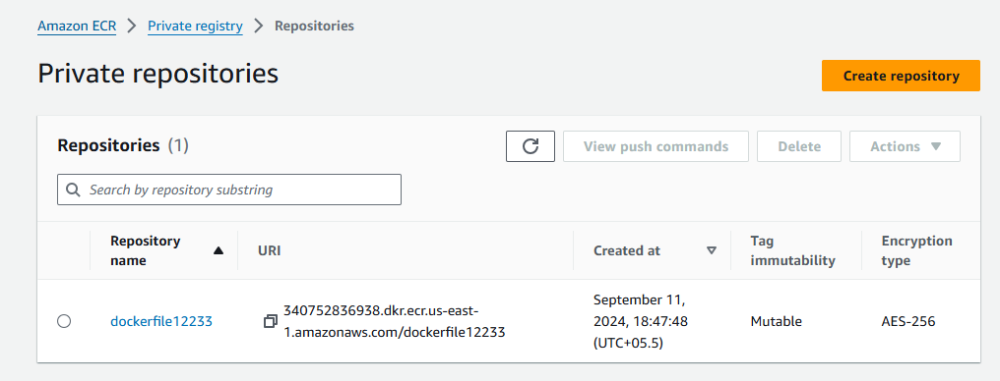 Amazon ECR > Private registry > Repositories
Private repositories
Create repository
Repositories (1)
View push commands
Delete
Actions
Search by repository substring
Repository
name
URI
Created at
Tag
immutability
Encryption
type
dockerfile12233
340752836938.dkr.ecr.us-east-
1.amazonaws.com/dockerfile12233
September 11,
2024, 18:47:48
(UTC+05.5)
Mutable
AES-256